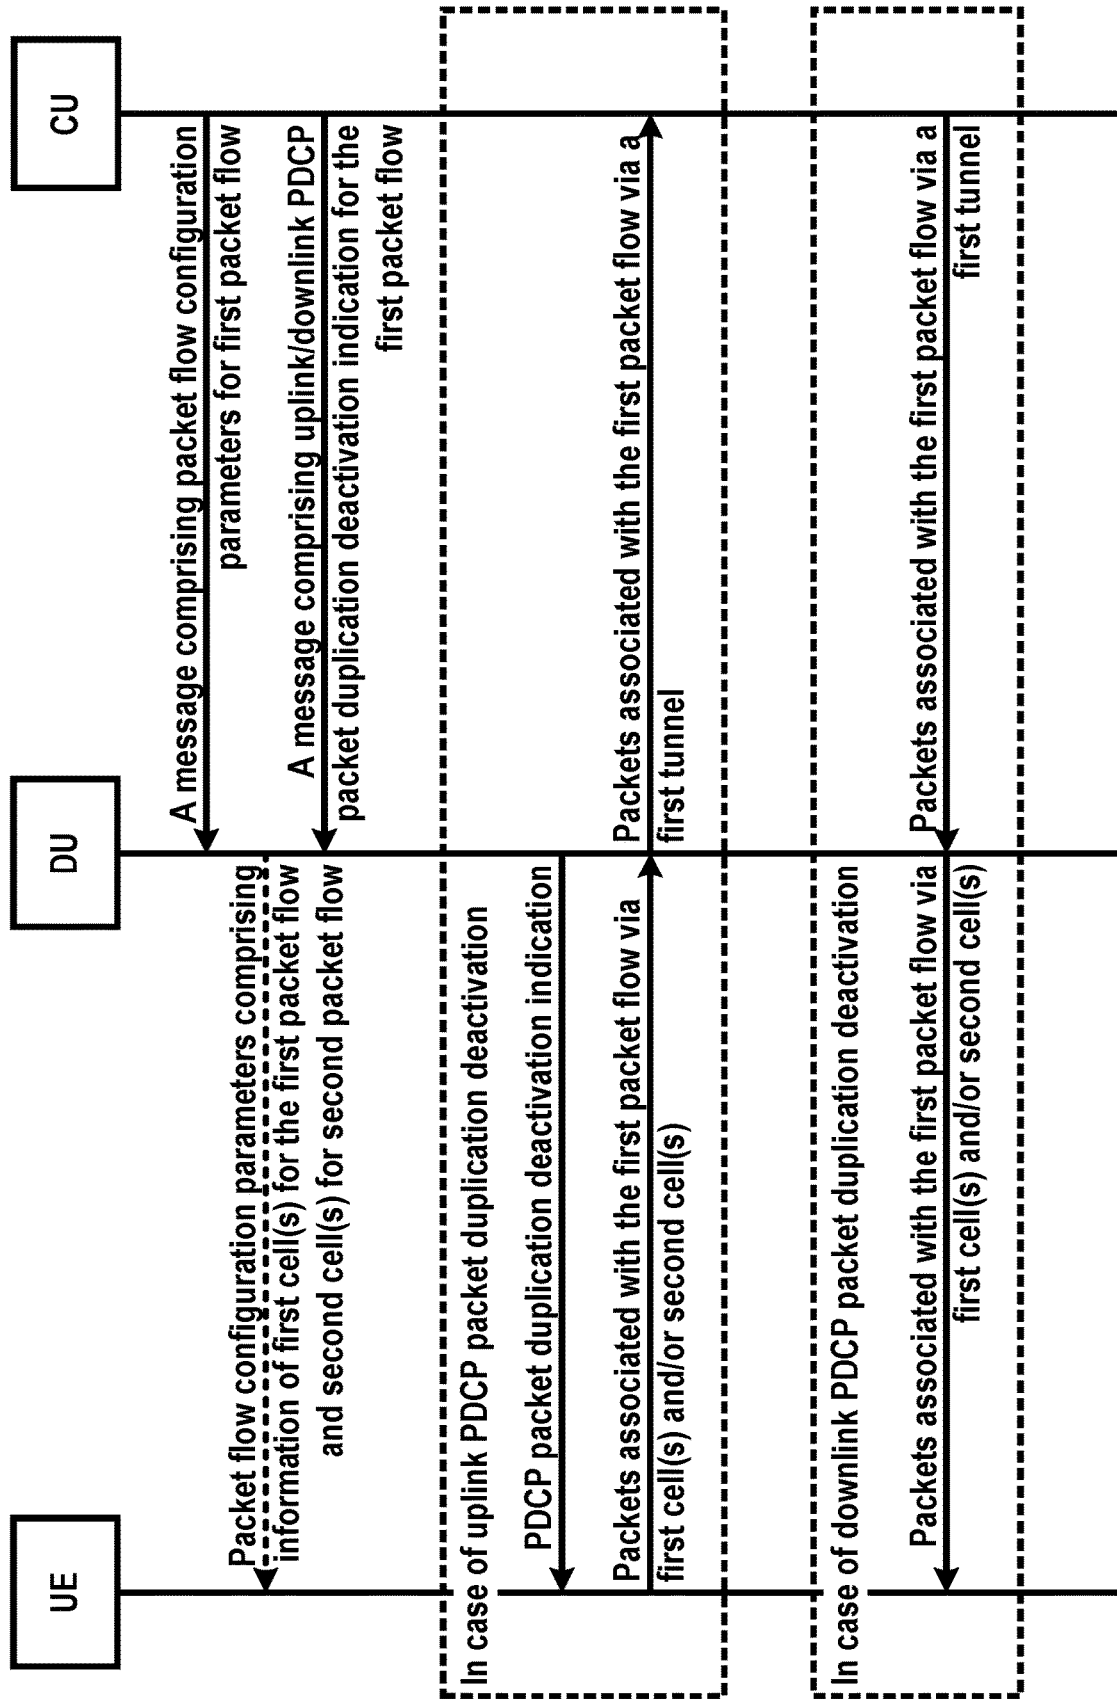 UE
DU
CU
A message comprising packet flow configuration
parameters for first packet flow
Packet flow configuration parameters comprising
information of first cell(s) for the first packet flow
and second cell(s) for second packet flow
A message comprising uplink/downlink PDCP
packet duplication deactivation indication for the
first packet flow
In case of uplink PDCP packet duplication deactivation
PDCP packet duplication deactivation indication
Packets associated with the first packet flow via
first cell(s) and/or second cell(s)
Packets associated with the first packet flow via a
first tunnel
In case of downlink PDCP packet duplication deactivation
Packets associated with the first packet flow via
first cell(s) and/or second cell(s)
Packets associated with the first packet flow via a
first tunnel